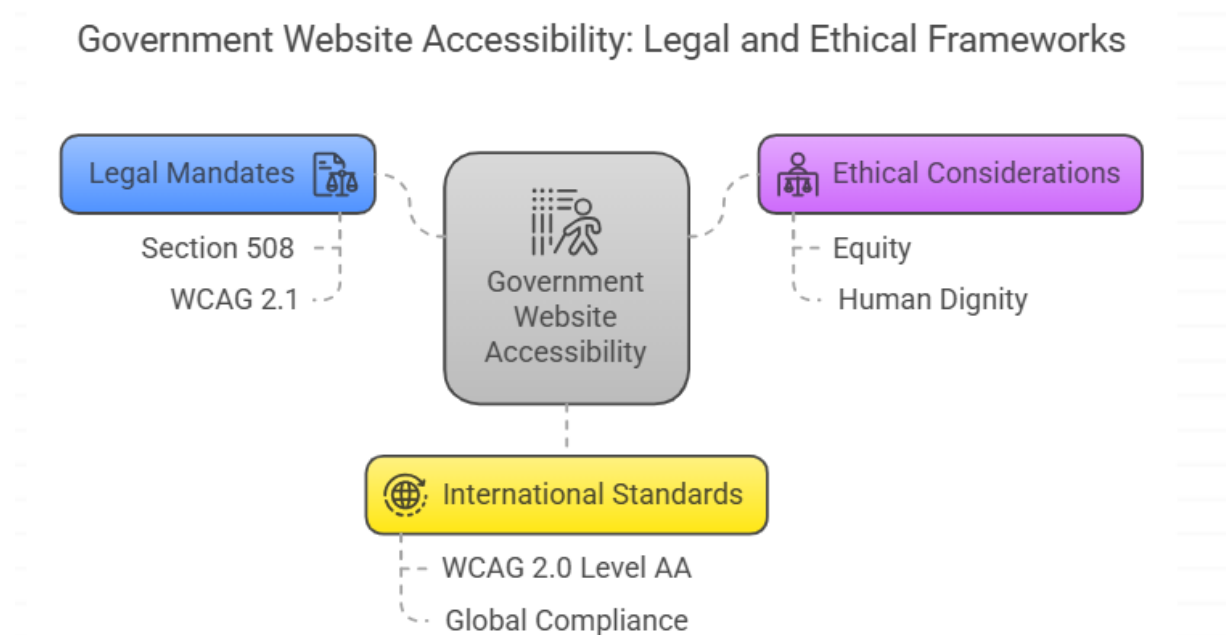 Government Website Accessibility: Legal and Ethical Frameworks
Legal Mandates
Section 508
WCAG 2.1
Government
Website
Accessibility
Ethical Considerations
Equity
Human Dignity
International Standards
WCAG 2.0 Level AA
Global Compliance